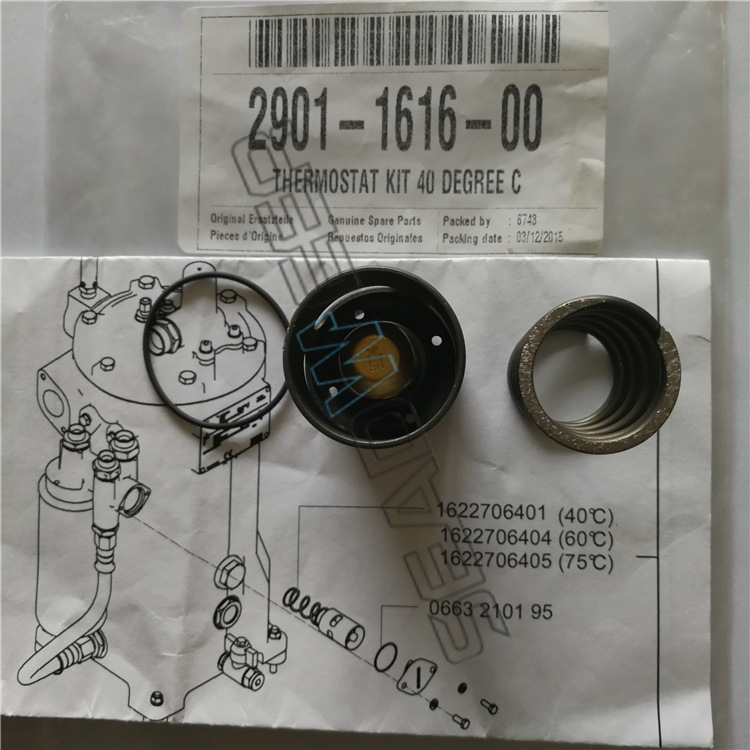 2901-1616-00
THERMOSTAT KIT 40 DEGREE C
Original Ersatzteile Genuine Spare Parts Packed by : 6743
Pieces d'Origine Repuestos Originales Packing date : 03/12/2015
1622706401 (40℃)
1622706404 (60℃)
1622706405 (75℃)
0663 2101 95
SEADWEER